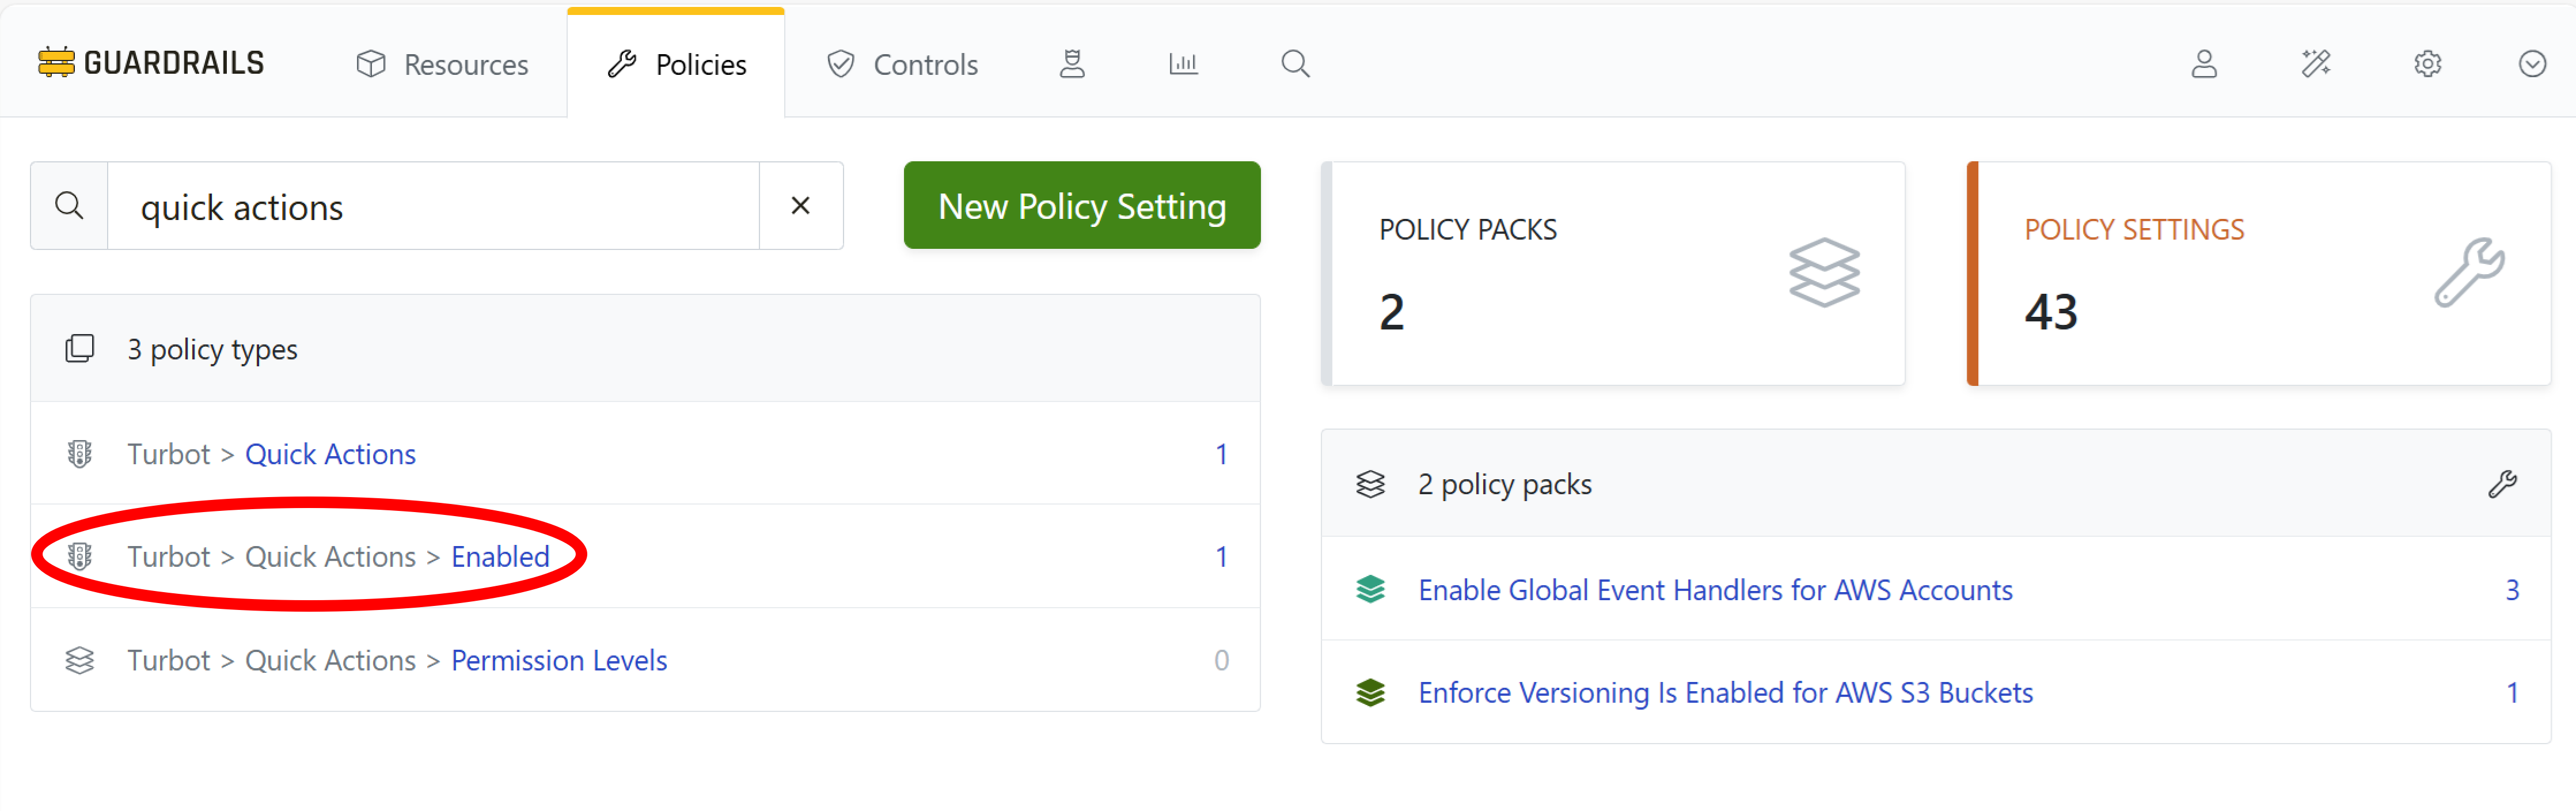 GUARDRAILS Resources Policies Controls
quick actions
New Policy Setting
3 policy types
Turbot > Quick Actions 1
Turbot > Quick Actions > Enabled 1
Turbot > Quick Actions > Permission Levels 0
POLICY PACKS
2
POLICY SETTINGS
43
2 policy packs
Enable Global Event Handlers for AWS Accounts 3
Enforce Versioning Is Enabled for AWS S3 Buckets 1